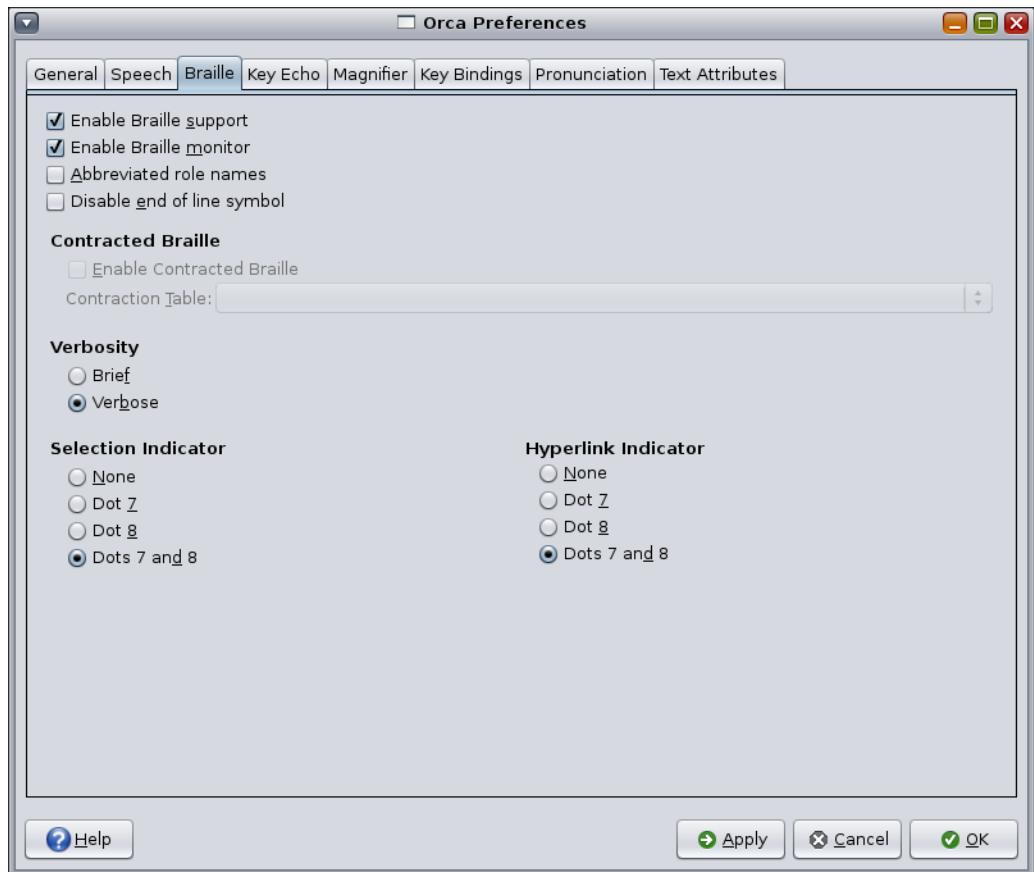 Orca Preferences
General Speech Braille Key Echo Magnifier Key Bindings Pronunciation Text Attributes
Enable Braille support
Enable Braille monitor
Abbreviated role names
Disable end of line symbol
Contracted Braille
Enable Contracted Braille
Contraction Table:
Verbosity
Brief
Verbose
Selection Indicator
None
Dot 7
Dot 8
Dots 7 and 8
Hyperlink Indicator
None
Dot 7
Dot 8
Dots 7 and 8
Help Apply Cancel OK